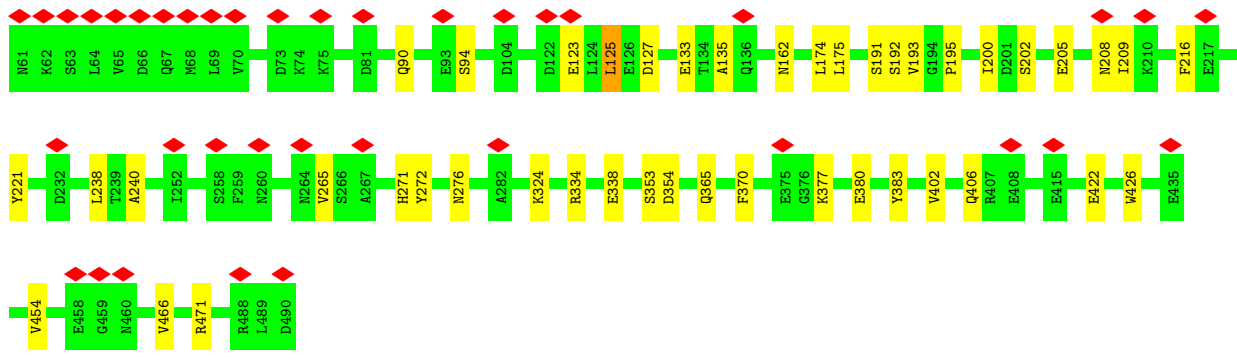 N61 K62 S63 L64 V65 D66 Q67 M68 L69 V70 D73 K74 K75 D81 Q90 E93 S94 D104 D122 E123 L124 L125 E126 D127 E133 T134 A135 Q136 N162 L174 L175 S191 S192 V193 G194 P195 I200 D201 S202 E205 N208 I209 K210 F216 E217
Y221 D232 L238 T239 A240 I252 S258 F259 N260 N264 V265 S266 A267 H271 Y272 N276 A282 K324 R334 E338 S353 D354 Q365 F370 E375 G376 K377 E380 Y383 V402 Q406 R407 E408 E415 E422 W426 E435
V454 E458 G459 N460 V466 R471 R488 L489 D490